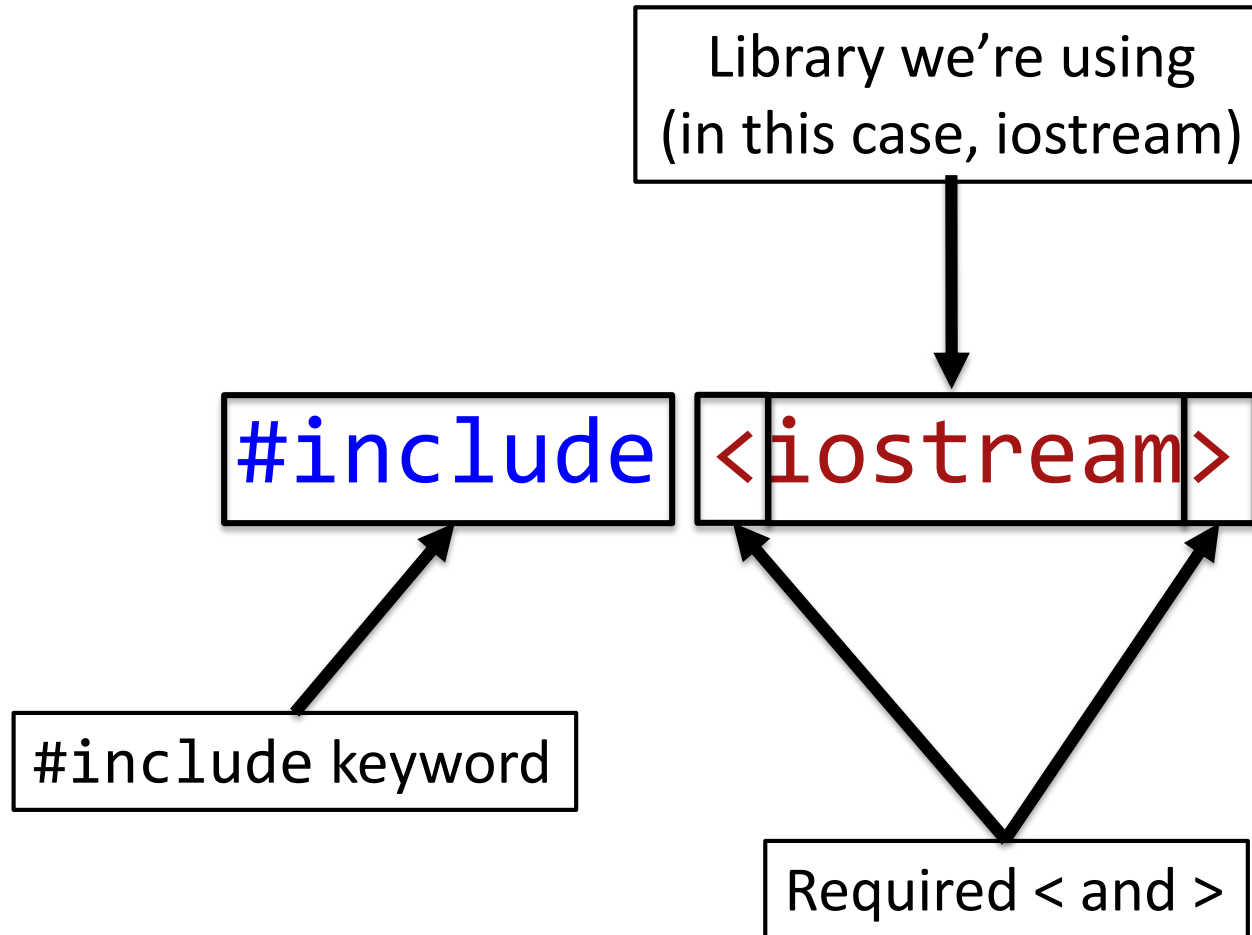 Library we’re using
(in this case, iostream)
#include <iostream>
#include keyword
Required < and >